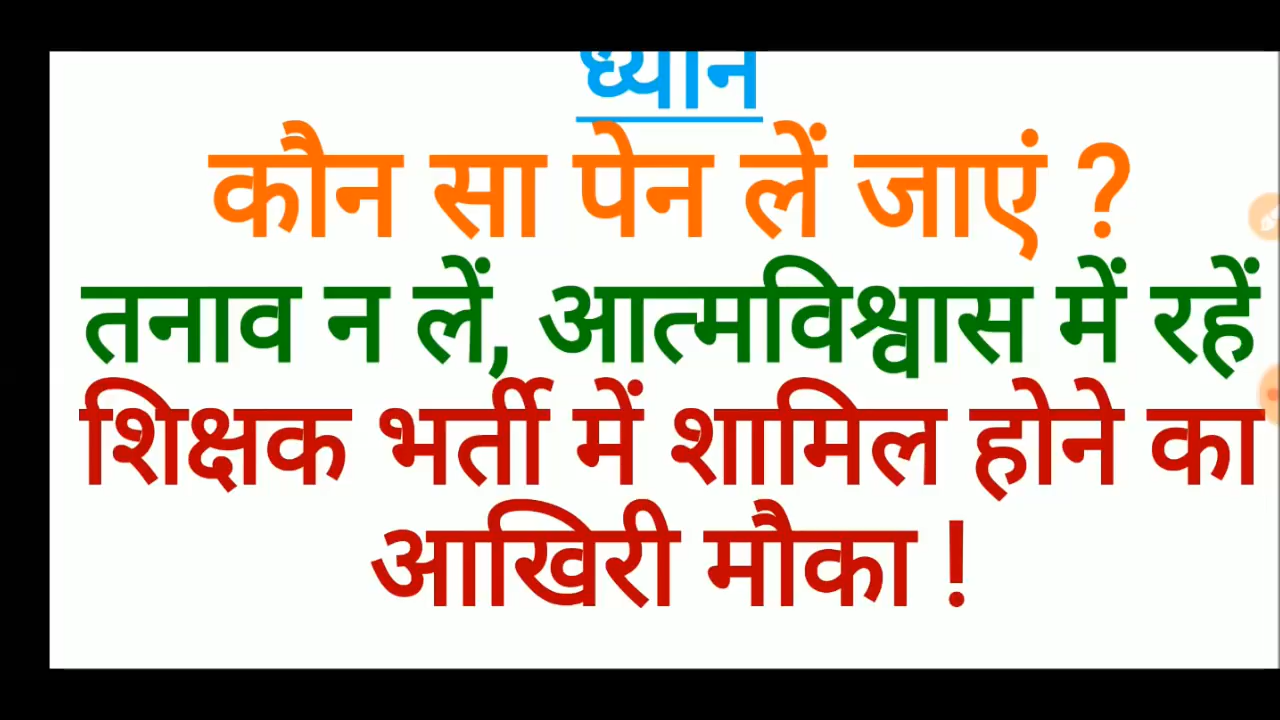 ध्यान
कौन सा पेन लें जाएं ?
तनाव न लें, आत्मविश्वास में रहें
शिक्षक भर्ती में शामिल होने का
आखिरी मौका !